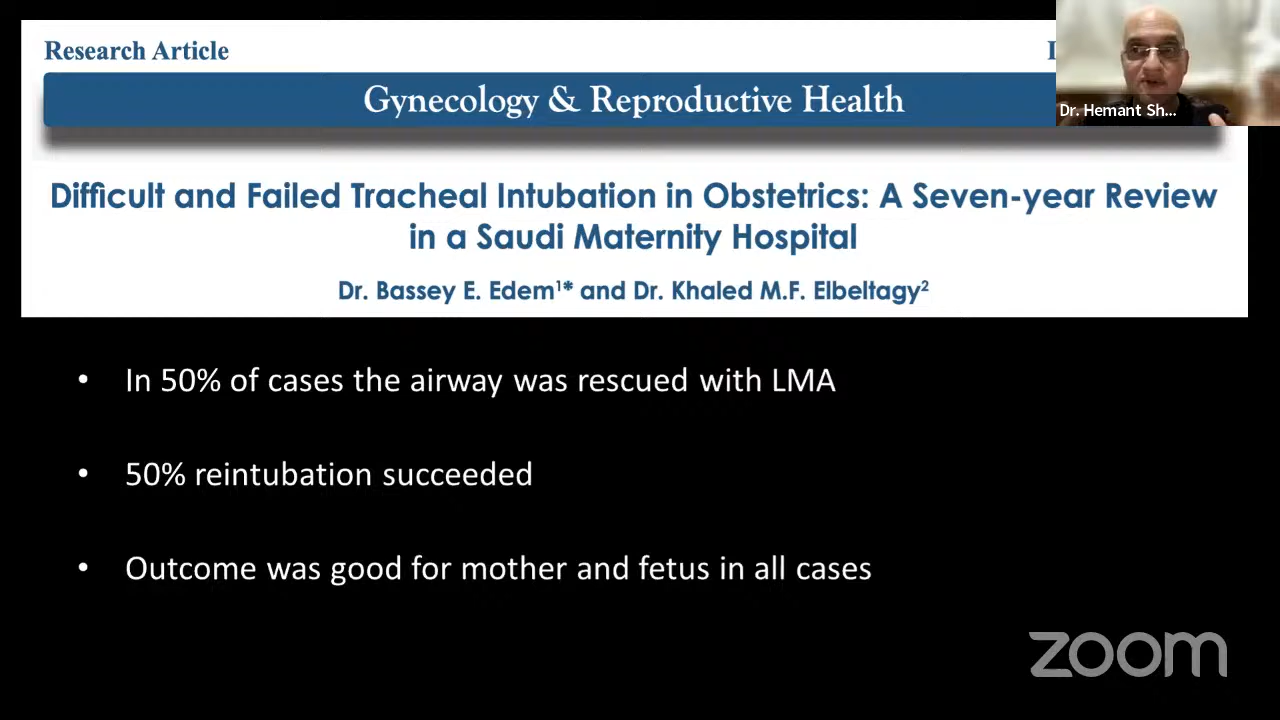 Research Article
Gynecology & Reproductive Health
Dr. Hemant Sh...
Difficult and Failed Tracheal Intubation in Obstetrics: A Seven-year Review
in a Saudi Maternity Hospital
Dr. Bassey E. Edem¹* and Dr. Khaled M.F. Elbeltagy²
• In 50% of cases the airway was rescued with LMA
• 50% reintubation succeeded
• Outcome was good for mother and fetus in all cases
zoom